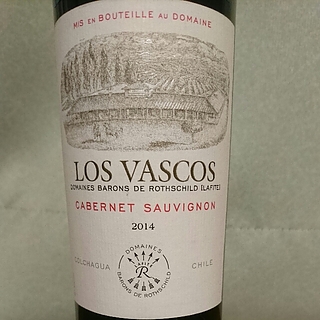 MIS EN BOUTEILLE AU DOMAINE
LOS VASCOS
DOMAINES BARONS DE ROTHSCHILD (LAFITE)
CABERNET SAUVIGNON
2014
DOMAINES
LAFITE
R
COLCHAGUA CHILE
BARONS DE ROTHSCHILD